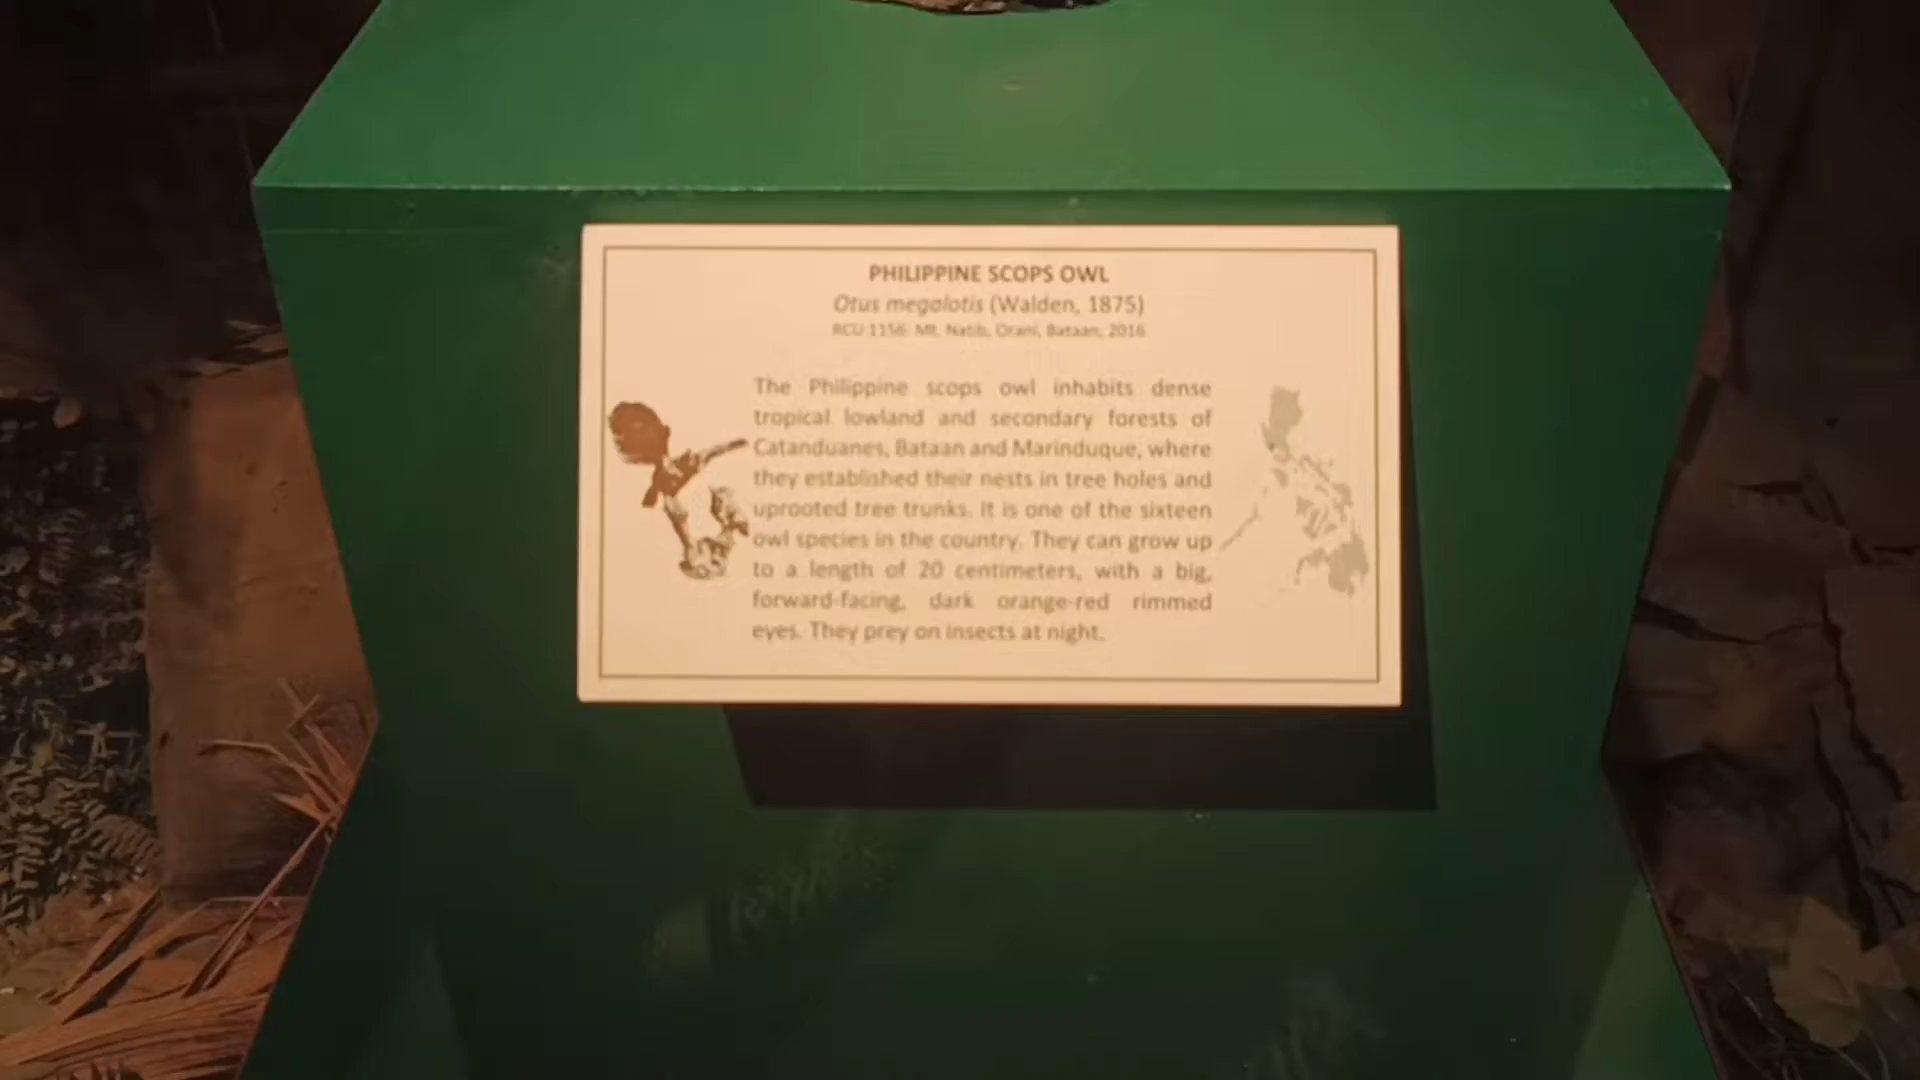 PHILIPPINE SCOPS OWL
Otus megalotis (Walden, 1875)
RCU 1156: Mt. Natib, Orani, Bataan, 2016
The Philippine scops owl inhabits dense
tropical lowland and secondary forests of
Catanduanes, Bataan and Marinduque, where
they established their nests in tree holes and
uprooted tree trunks. It is one of the sixteen
owl species in the country. They can grow up
to a length of 20 centimeters, with a big,
forward-facing, dark orange-red rimmed
eyes. They prey on insects at night.